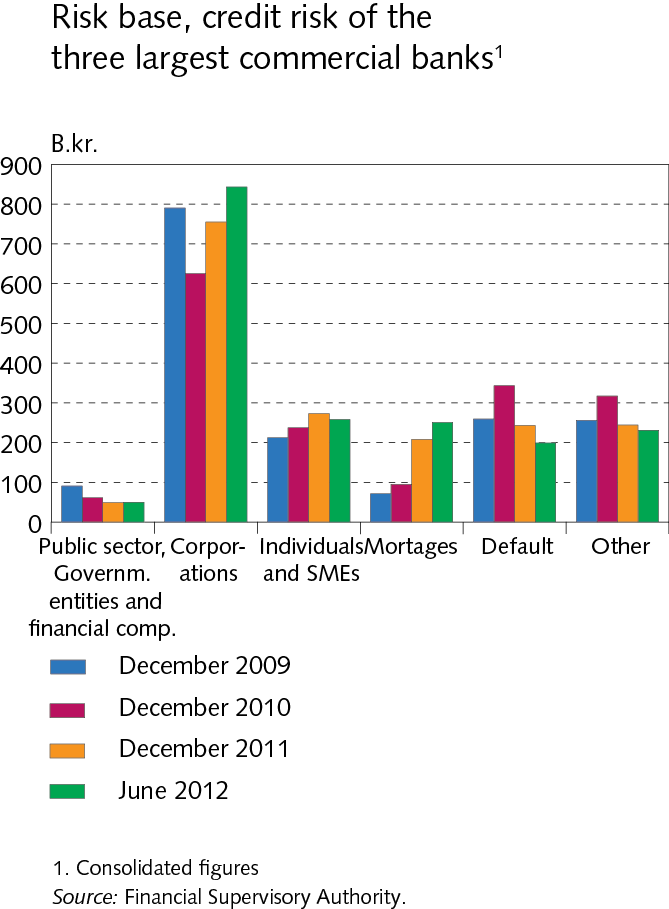 Risk base, credit risk of the
three largest commercial banks¹
B.kr.
900
800
700
600
500
400
300
200
100
0
Public sector,
Governm.
entities and
financial comp.
Corpor-
ations
Individuals
and SMEs
Mortages
Default
Other
December 2009
December 2010
December 2011
June 2012
1. Consolidated figures
Source: Financial Supervisory Authority.